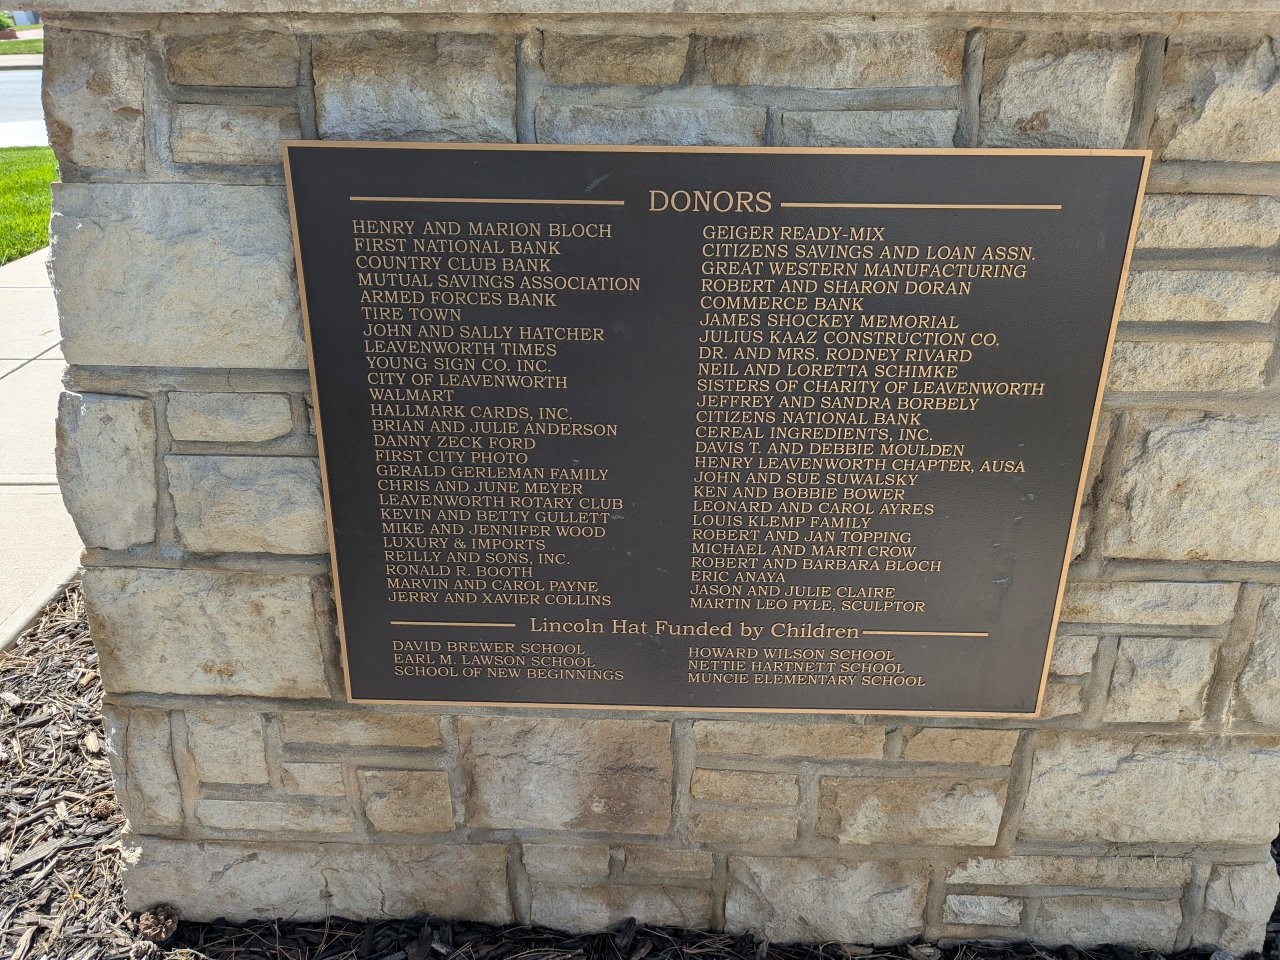 DONORS
HENRY AND MARION BLOCH
FIRST NATIONAL BANK
COUNTRY CLUB BANK
MUTUAL SAVINGS ASSOCIATION
ARMED FORCES BANK
TIRE TOWN
JOHN AND SALLY HATCHER
LEAVENWORTH TIMES
YOUNG SIGN CO. INC.
CITY OF LEAVENWORTH
WALMART
HALLMARK CARDS, INC.
BRIAN AND JULIE ANDERSON
DANNY ZECK FORD
FIRST CITY PHOTO
GERALD GERLEMAN FAMILY
CHRIS AND JUNE MEYER
LEAVENWORTH ROTARY CLUB
KEVIN AND BETTY GULLETT
MIKE AND JENNIFER WOOD
LUXURY & IMPORTS
REILLY AND SONS, INC.
RONALD R. BOOTH
MARVIN AND CAROL PAYNE
JERRY AND XAVIER COLLINS
GEIGER READY-MIX
CITIZENS SAVINGS AND LOAN ASSN.
GREAT WESTERN MANUFACTURING
ROBERT AND SHARON DORAN
COMMERCE BANK
JAMES SHOCKEY MEMORIAL
JULIUS KAAZ CONSTRUCTION CO.
DR. AND MRS. RODNEY RIVARD
NEIL AND LORETTA SCHIMKE
SISTERS OF CHARITY OF LEAVENWORTH
JEFFREY AND SANDRA BORBELY
CITIZENS NATIONAL BANK
CEREAL INGREDIENTS, INC.
DAVIS T. AND DEBBIE MOULDEN
HENRY LEAVENWORTH CHAPTER, AUSA
JOHN AND SUE SUWALSKY
KEN AND BOBBIE BOWER
LEONARD AND CAROL AYRES
LOUIS KLEMP FAMILY
ROBERT AND JAN TOPPING
MICHAEL AND MARTI CROW
ROBERT AND BARBARA BLOCH
ERIC ANAYA
JASON AND JULIE CLAIRE
MARTIN LEO PYLE, SCULPTOR
Lincoln Hat Funded by Children
DAVID BREWER SCHOOL
EARL M. LAWSON SCHOOL
SCHOOL OF NEW BEGINNINGS
HOWARD WILSON SCHOOL
NETTIE HARTNETT SCHOOL
MUNCIE ELEMENTARY SCHOOL